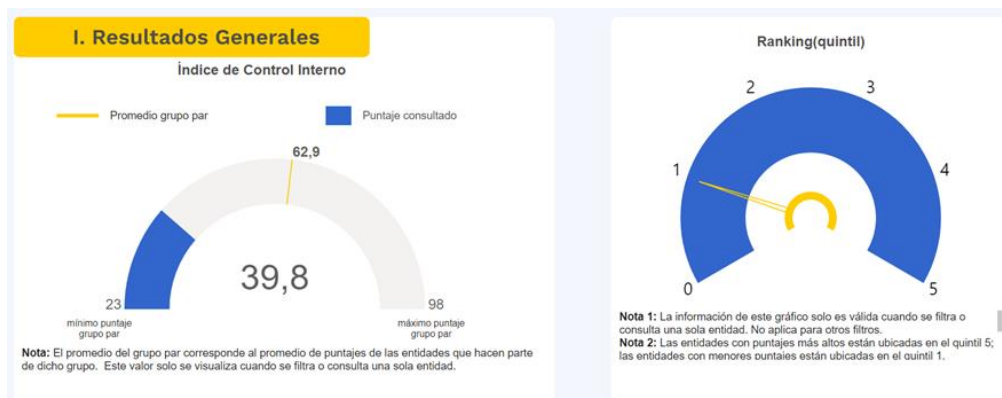 I. Resultados Generales
Índice de Control Interno
Promedio grupo par
Puntaje consultado
62,9
39,8
23
98
mínimo puntaje
grupo par
máximo puntaje
grupo par
Nota: El promedio del grupo par corresponde al promedio de puntajes de las entidades que hacen parte
de dicho grupo. Este valor solo se visualiza cuando se filtra o consulta una sola entidad.
Ranking(quintil)
2
3
1
4
0
5
Nota 1: La información de este gráfico solo es válida cuando se filtra o
consulta una sola entidad. No aplica para otros filtros.
Nota 2: Las entidades con puntajes más altos están ubicadas en el quintil 5;
las entidades con menores puntajes están ubicadas en el quintil 1.